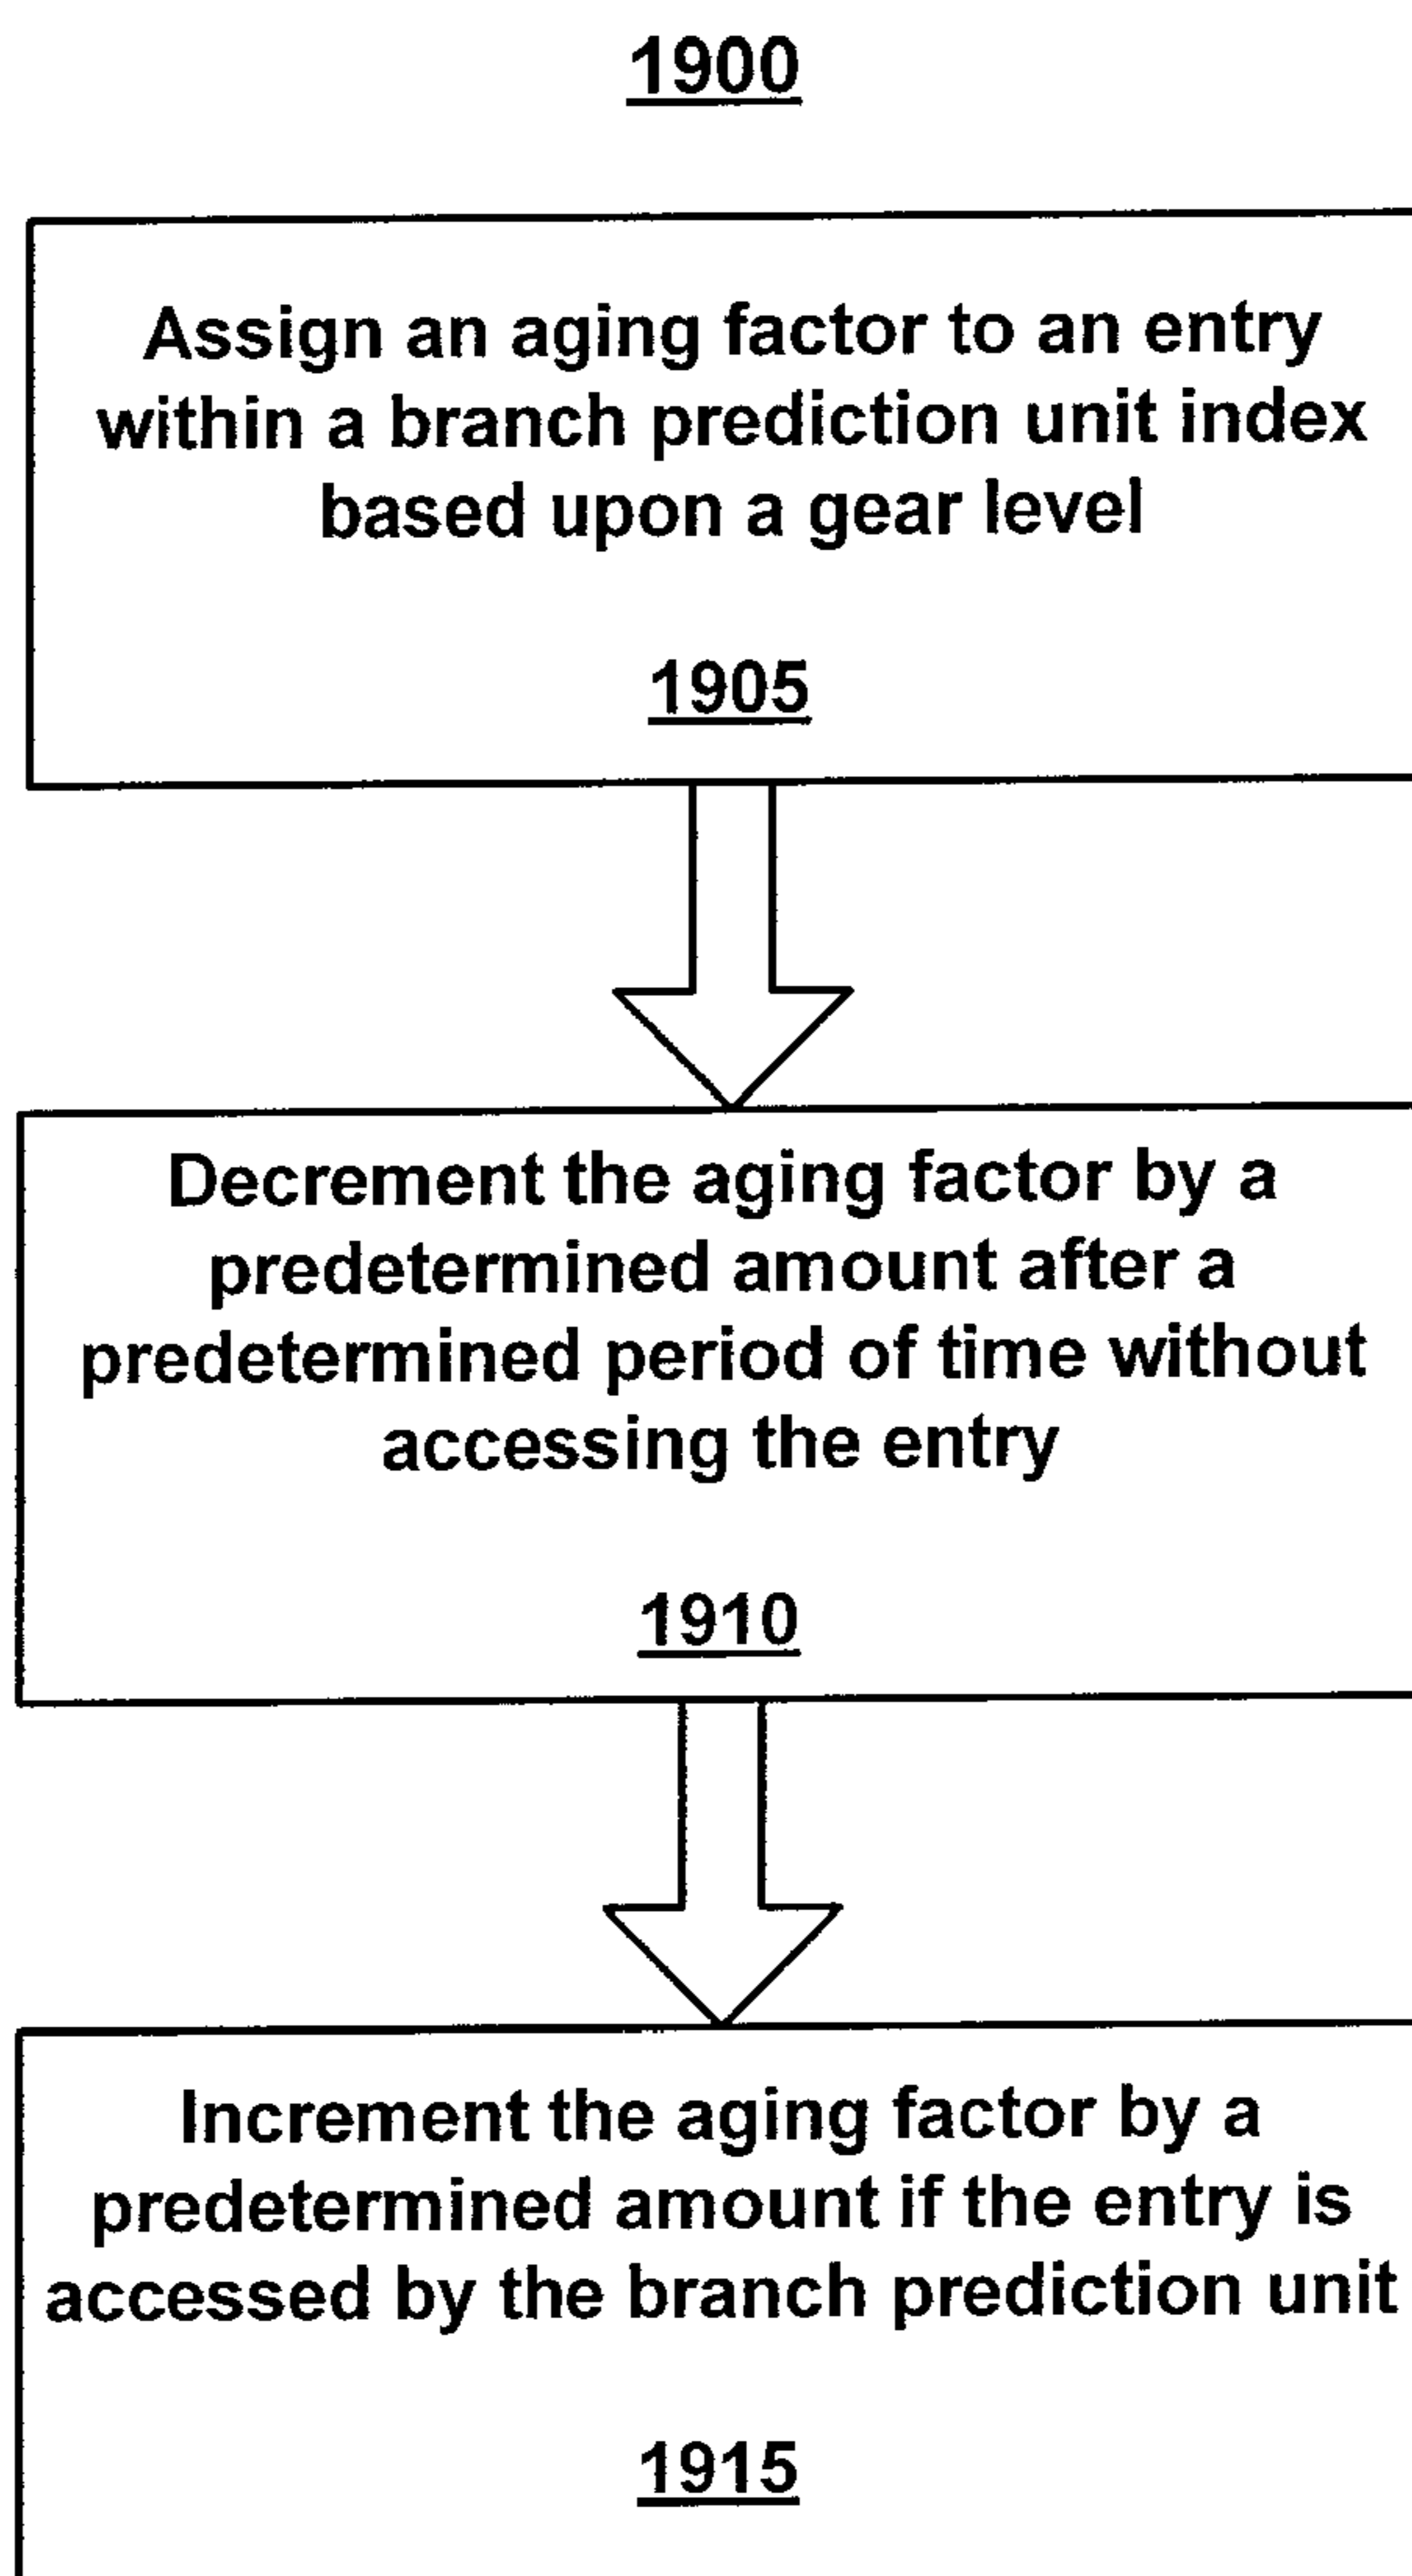 1900
Assign an aging factor to an entry
within a branch prediction unit index
based upon a gear level
1905
Decrement the aging factor by a
predetermined amount after a
predetermined period of time without
accessing the entry
1910
Increment the aging factor by a
predetermined amount if the entry is
accessed by the branch prediction unit
1915